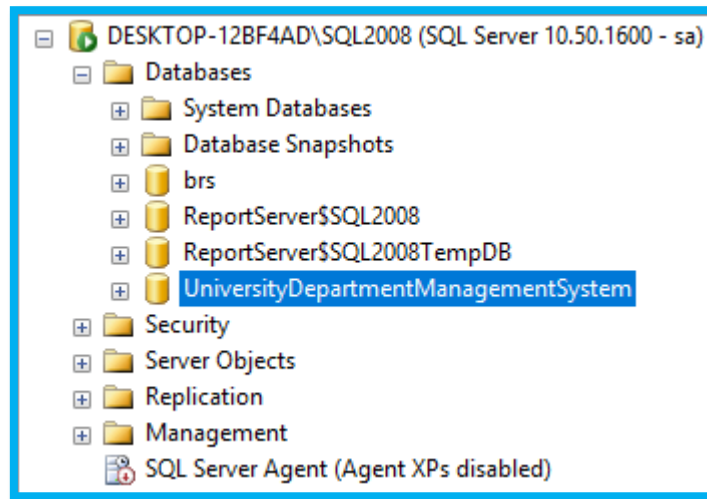 DESKTOP-12BF4AD\SQL2008 (SQL Server 10.50.1600 - sa)
Databases
System Databases
Database Snapshots
brs
ReportServer$SQL2008
ReportServer$SQL2008TempDB
UniversityDepartmentManagementSystem
Security
Server Objects
Replication
Management
SQL Server Agent (Agent XPs disabled)